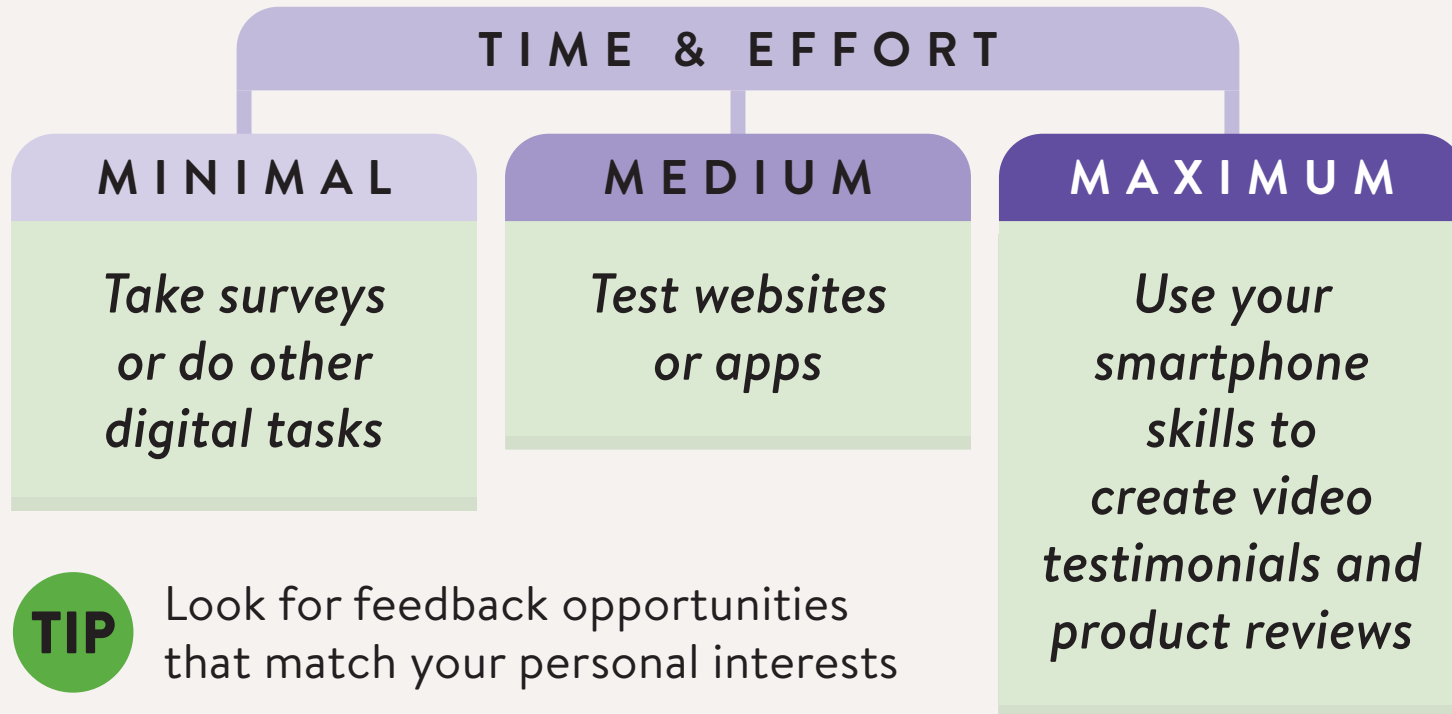 TIME & EFFORT
MINIMAL
Take surveys
or do other
digital tasks
MEDIUM
Test websites
or apps
MAXIMUM
Use your
smartphone
skills to
create video
testimonials and
product reviews
TIP
Look for feedback opportunities
that match your personal interests